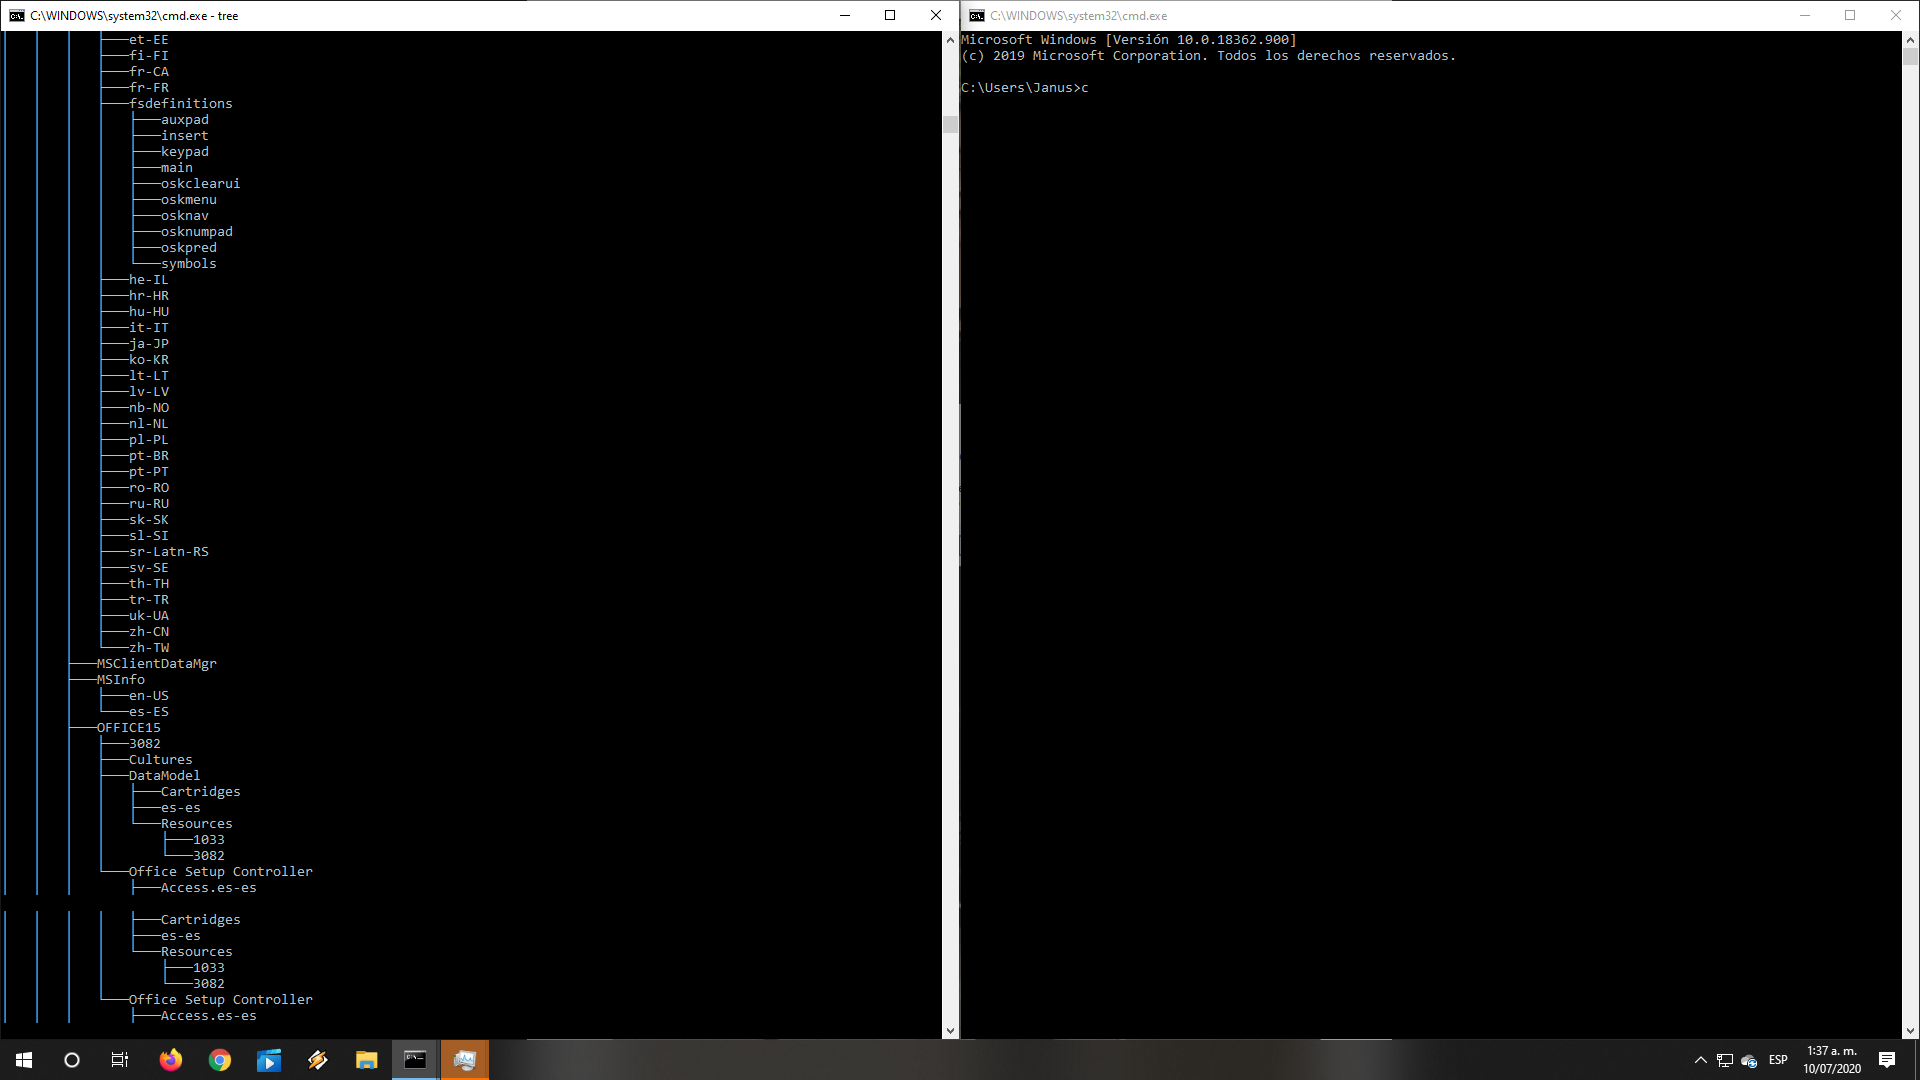 C:\WINDOWS\system32\cmd.exe - tree
et-EE
fi-FI
fr-CA
fr-FR
fsdefinitions
auxpad
insert
keypad
main
oskclearui
oskmenu
osknav
osknumpad
oskpred
symbols
he-IL
hr-HR
hu-HU
it-IT
ja-JP
ko-KR
lt-LT
lv-LV
nb-NO
nl-NL
pl-PL
pt-BR
pt-PT
ro-RO
ru-RU
sk-SK
sl-SI
sr-Latn-RS
sv-SE
th-TH
tr-TR
uk-UA
zh-CN
zh-TW
MSClientDataMgr
MSInfo
en-US
es-ES
OFFICE15
3082
Cultures
DataModel
Cartridges
es-es
Resources
1033
3082
Office Setup Controller
Access.es-es
Cartridges
es-es
Resources
1033
3082
Office Setup Controller
Access.es-es
C:\WINDOWS\system32\cmd.exe
Microsoft Windows [Versión 10.0.18362.900]
(c) 2019 Microsoft Corporation. Todos los derechos reservados.
C:\Users\Janus>c
ESP
1:37 a. m.
10/07/2020